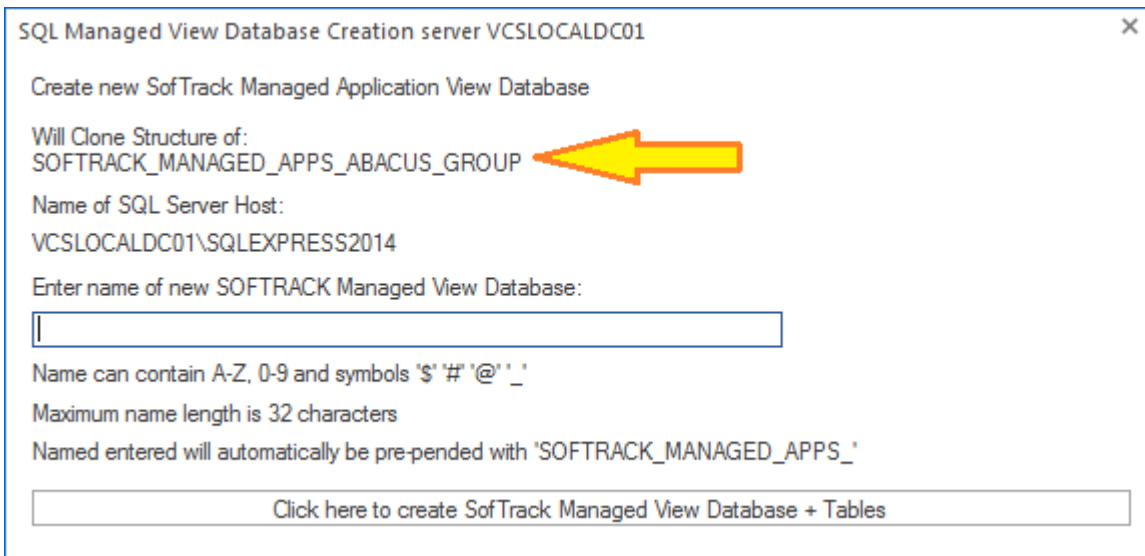 SQL Managed View Database Creation server VCSLOCALDC01
Create new SofTrack Managed Application View Database
Will Clone Structure of:
SOFTRACK_MANAGED_APPS_ABACUS_GROUP
Name of SQL Server Host:
VCSLOCALDC01\SQLEXPRESS2014
Enter name of new SOFTRACK Managed View Database:
Name can contain A-Z, 0-9 and symbols '$' '#' '@' '_'
Maximum name length is 32 characters
Named entered will automatically be pre-pended with 'SOFTRACK_MANAGED_APPS_'
Click here to create SofTrack Managed View Database + Tables